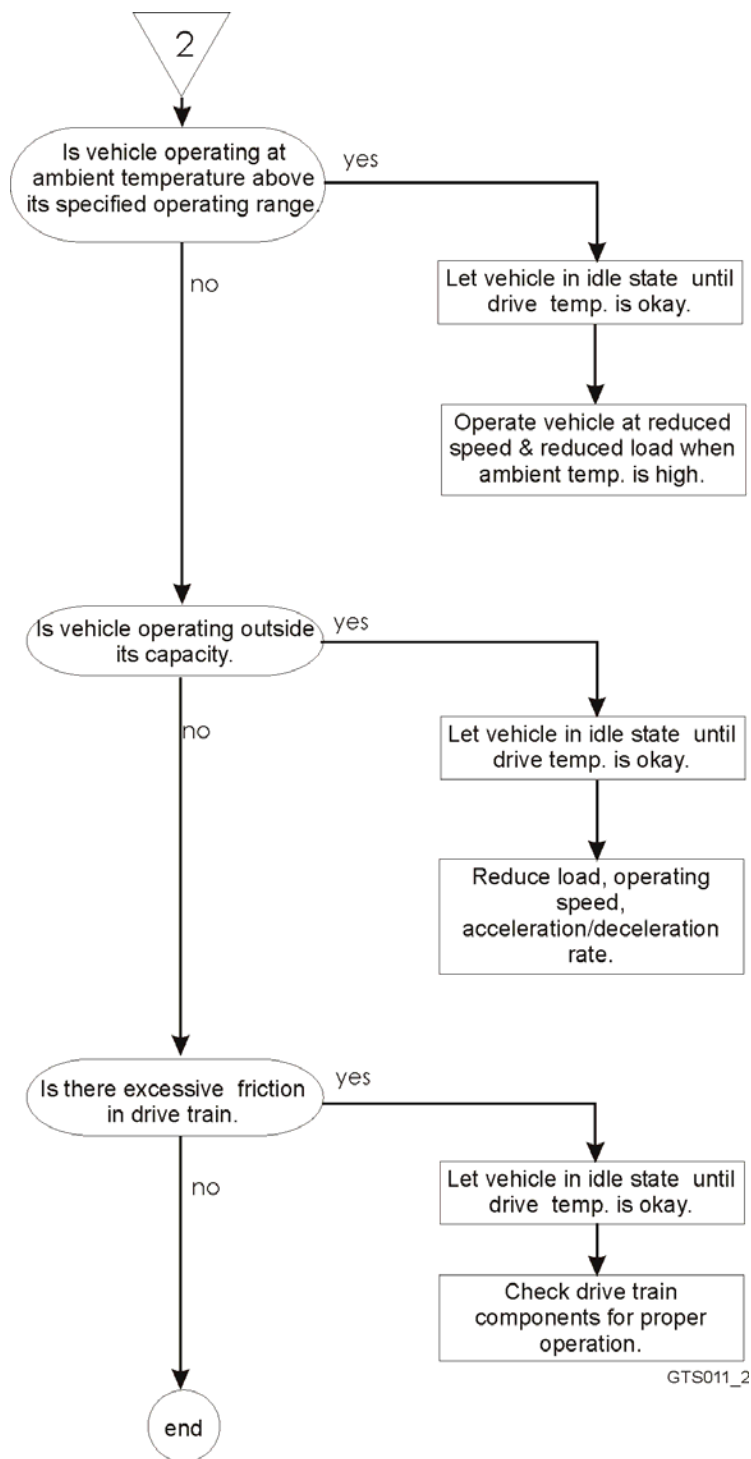 2
Is vehicle operating at
ambient temperature above
its specified operating range.
yes
no
Let vehicle in idle state until
drive temp. is okay.
Operate vehicle at reduced
speed & reduced load when
ambient temp. is high.
Is vehicle operating outside
its capacity.
yes
no
Let vehicle in idle state until
drive temp. is okay.
Reduce load, operating
speed,
acceleration/deceleration
rate.
Is there excessive friction
in drive train.
yes
no
Let vehicle in idle state until
drive temp. is okay.
Check drive train
components for proper
operation.
GTS011_2
end